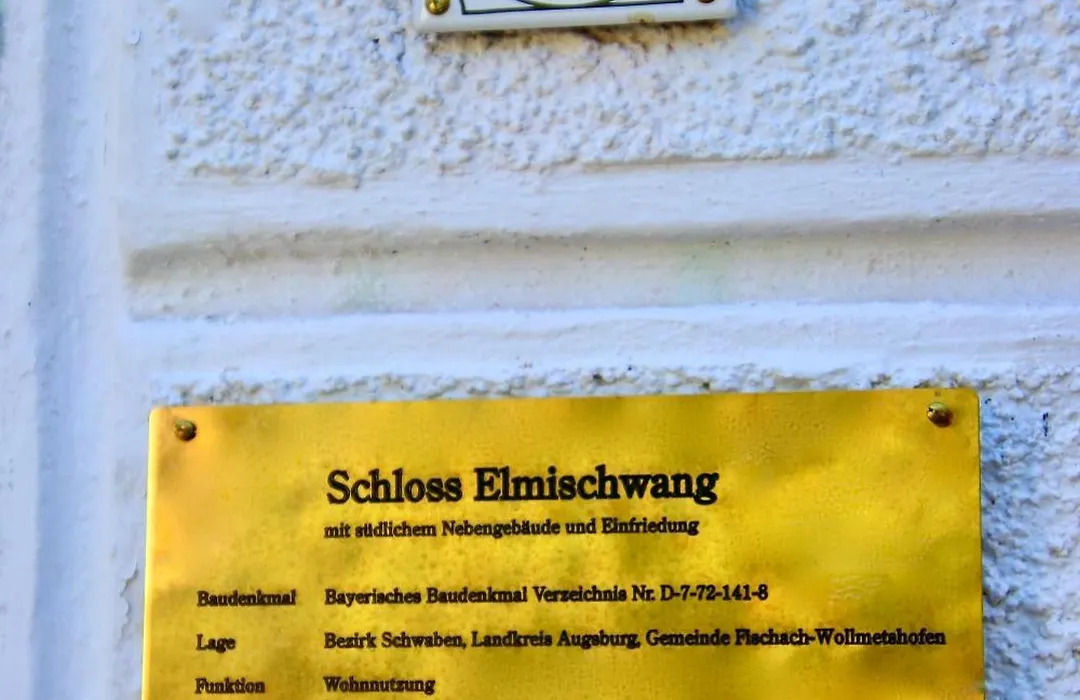 Schloss Elmischwang
mit südlichem Nebengebäude und Einfriedung
Baudenkmal Bayerisches Baudenkmal Verzeichnis Nr. D-7-72-141-8
Lage Bezirk Schwaben, Landkreis Augsburg, Gemeinde Fischach-Wollmetshofen
Funktion Wohnnutzung